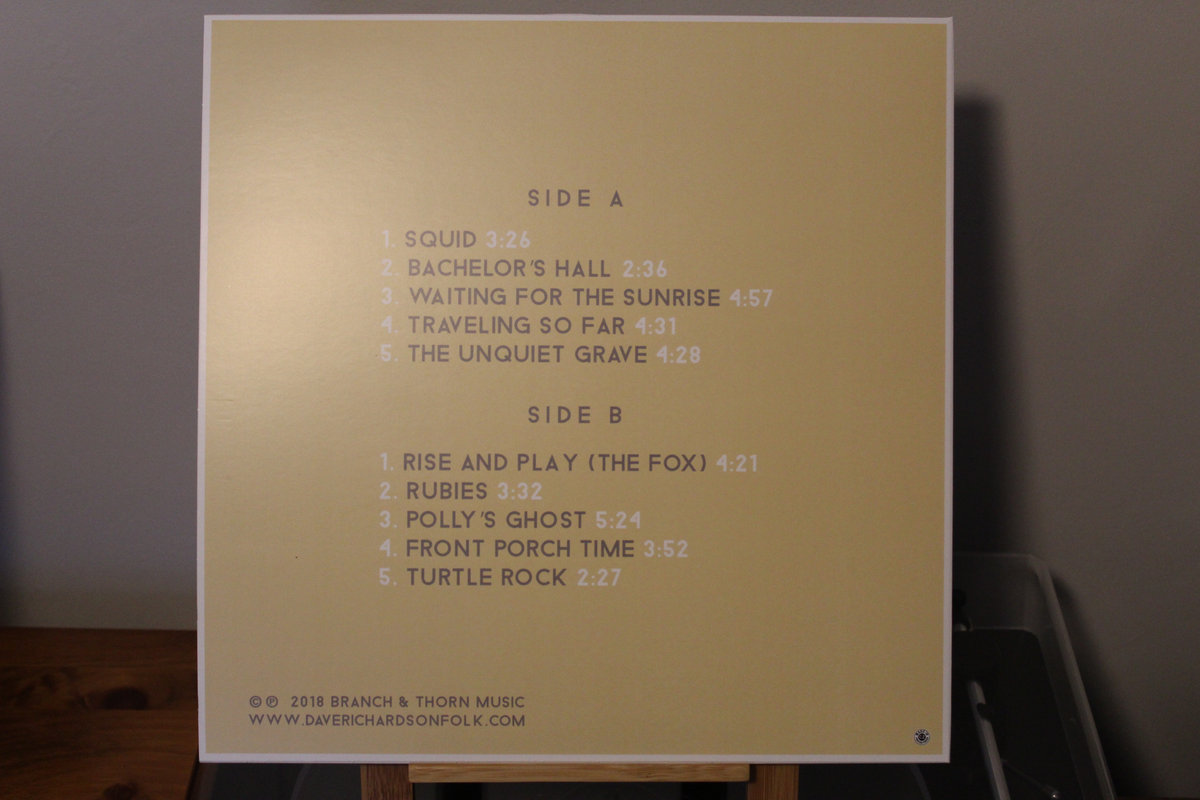 SIDE A
1. SQUID 3:26
2. BACHELOR'S HALL 2:36
3. WAITING FOR THE SUNRISE 4:57
4. TRAVELING SO FAR 4:31
5. THE UNQUIET GRAVE 4:28
SIDE B
1. RISE AND PLAY (THE FOX) 4:21
2. RUBIES 3:32
3. POLLY'S GHOST 5:24
4. FRONT PORCH TIME 3:52
5. TURTLE ROCK 2:27
© ℗ 2018 BRANCH & THORN MUSIC
WWW.DAVERICHARDSONFOLK.COM